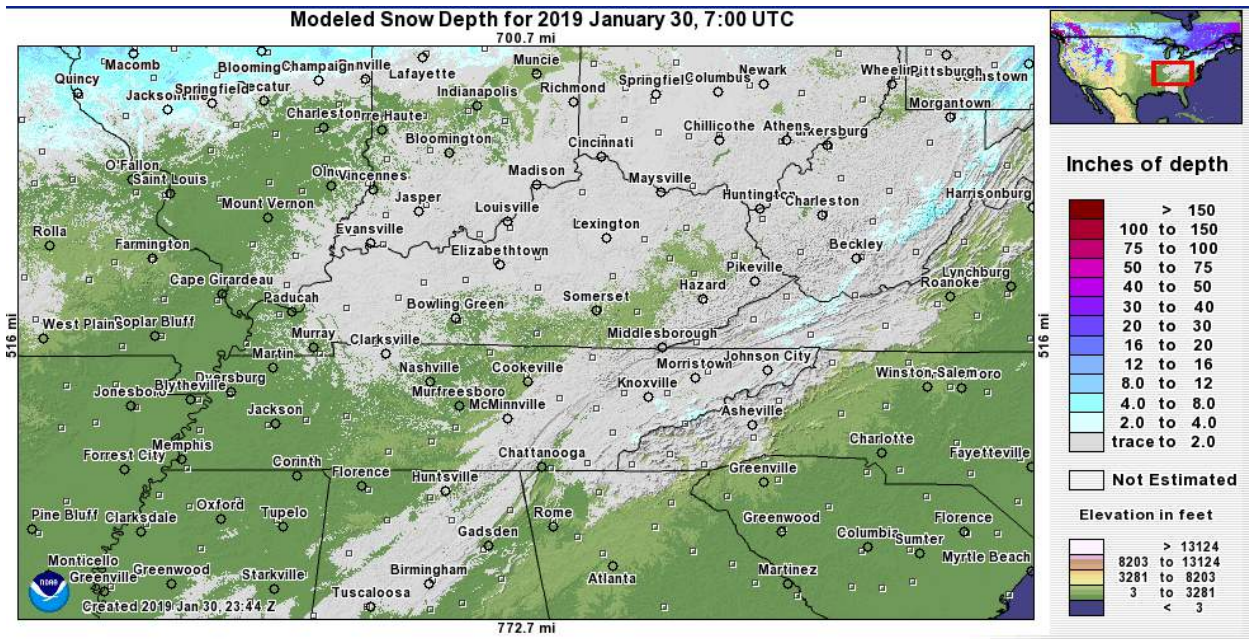 Modeled Snow Depth for 2019 January 30, 7:00 UTC
700.7 mi
516 mi
516 mi
772.7 mi
Macomb
Quincy
Blooming
Champai
nville
Lafayette
Muncie
Jacksonville
Springfield
ecatur
Indianapolis
Richmond
Springfiel
Columbus
Newark
Wheelin
Pittsburgh
Johnstown
Morgantown
Charleston
rre Haute
Bloomington
Cincinnati
Chillicothe
Athens
arkersburg
O'Fallon
Saint Louis
Olney
Vincennes
Madison
Maysville
Huntington
Charleston
Harrisonburg
Mount Vernon
Jasper
Louisville
Lexington
Rolla
Farmington
Evansville
Elizabethtown
Beckley
Cape Girardeau
Paducah
Bowling Green
Somerset
Hazard
Pikeville
Lynchburg
Roanoke
West Plains
Poplar Bluff
Murray
Clarksville
Middlesborough
Martin
Nashville
Cookeville
Morristown
Johnson City
Dyersburg
Blytheville
Jonesboro
Murfreesboro
McMinnville
Knoxville
Winston-Salem
Jackson
Asheville
Memphis
Forrest City
Corinth
Florence
Huntsville
Chattanooga
Greenville
Charlotte
Fayetteville
Pine Bluff
Clarksdale
Oxford
Tupelo
Gadsden
Rome
Greenwood
Columbia
Florence
Sumter
Monticello
Greenville
Greenwood
Starkville
Birmingham
Atlanta
Martinez
Myrtle Beach
Tuscaloosa
NOAA
Created 2019 Jan 30, 23:44 Z
Inches of depth
> 150
100 to 150
75 to 100
50 to 75
40 to 50
30 to 40
20 to 30
16 to 20
12 to 16
8.0 to 12
4.0 to 8.0
2.0 to 4.0
trace to 2.0
Not Estimated
Elevation in feet
> 13124
8203 to 13124
3281 to 8203
3 to 3281
< 3